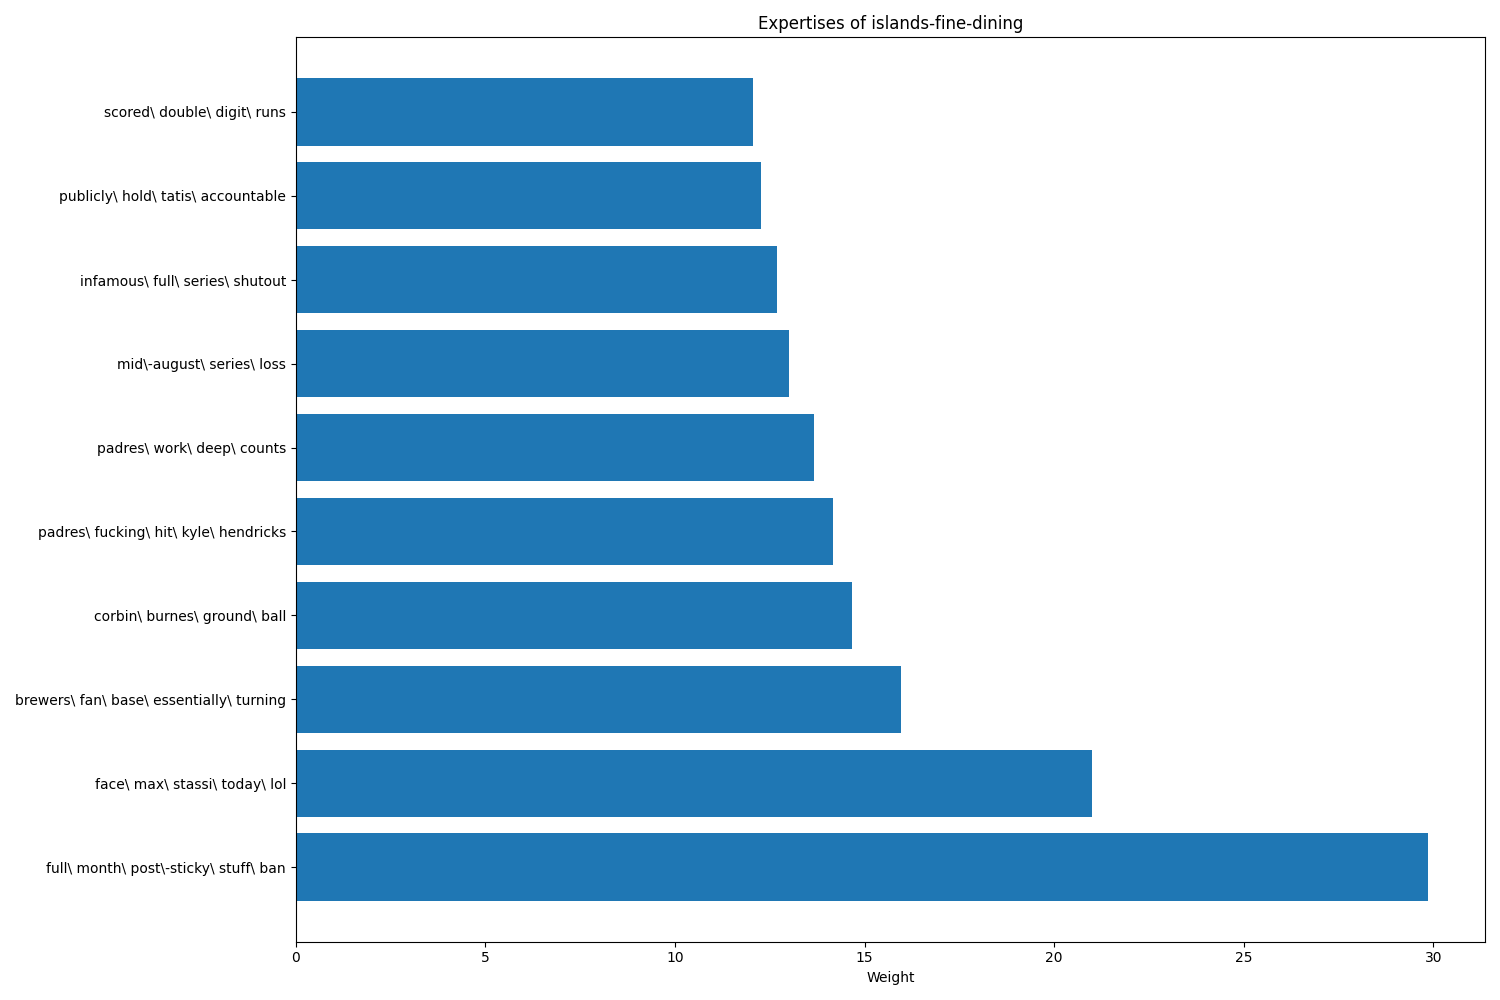 Expertises of islands-fine-dining
scored\ double\ digit\ runs
publicly\ hold\ tatis\ accountable
infamous\ full\ series\ shutout
mid\-august\ series\ loss
padres\ work\ deep\ counts
padres\ fucking\ hit\ kyle\ hendricks
corbin\ burnes\ ground\ ball
brewers\ fan\ base\ essentially\ turning
face\ max\ stassi\ today\ lol
full\ month\ post\-sticky\ stuff\ ban
0 5 10 15 20 25 30
Weight